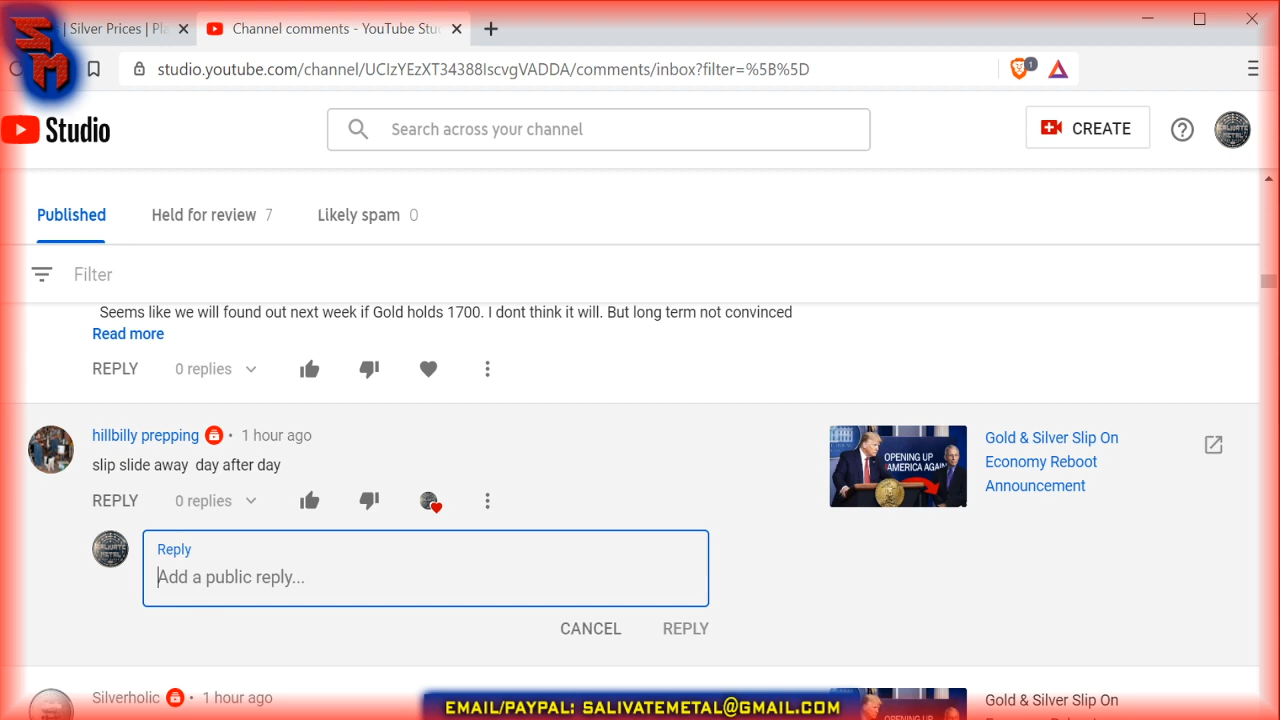 SM
| Silver Prices | Pla
Channel comments - YouTube Stu
studio.youtube.com/channel/UCIzYEzXT34388IscvgVADDA/comments/inbox?filter=%5B%5D
1
Studio
Search across your channel
CREATE
Published
Held for review 7
Likely spam 0
Filter
Seems like we will found out next week if Gold holds 1700. I dont think it will. But long term not convinced
Read more
REPLY
0 replies
hillbilly prepping • 1 hour ago
slip slide away day after day
REPLY
0 replies
OPENING UP
AMERICA AGAIN
Gold & Silver Slip On
Economy Reboot
Announcement
SALIVATE
METAL
Reply
Add a public reply...
CANCEL
REPLY
Silverholic • 1 hour ago
Gold & Silver Slip On
EMAIL/PAYPAL: SALIVATEMETAL@GMAIL.COM